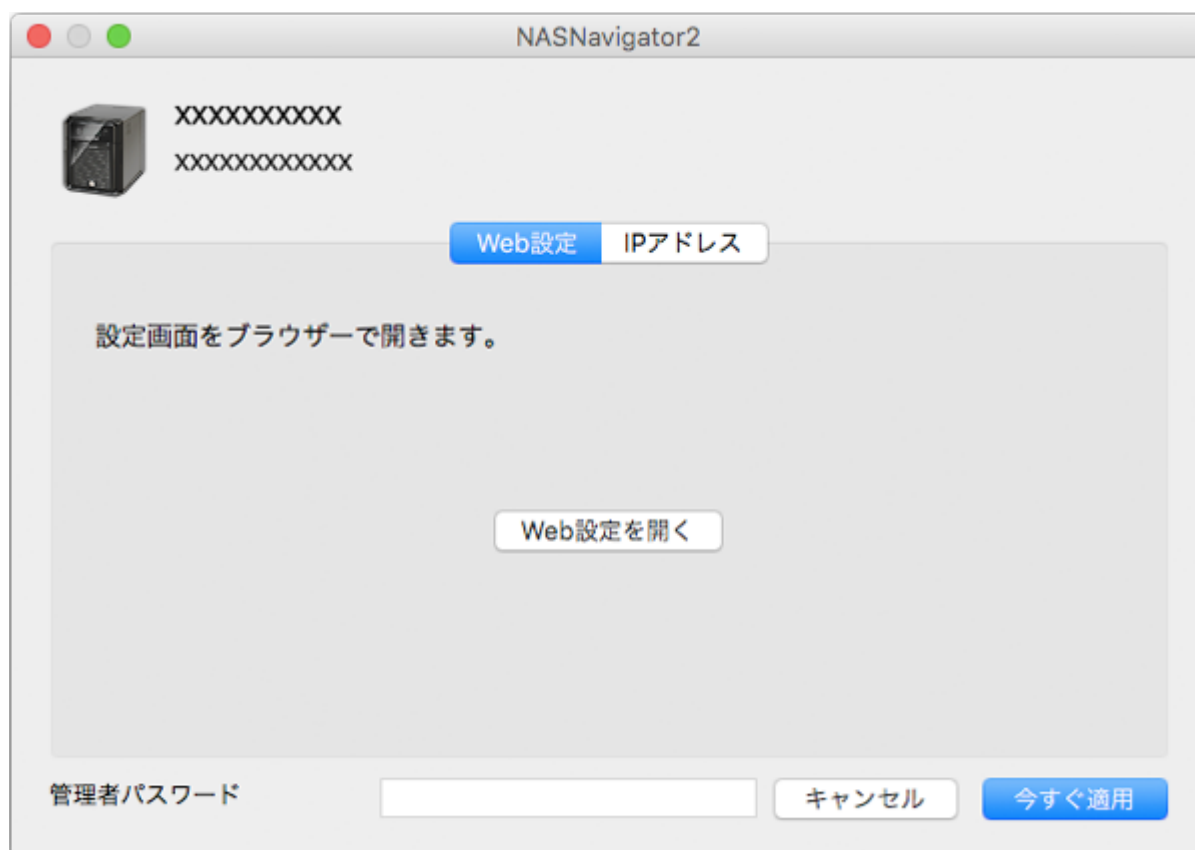 NASNavigator2
XXXXXXXXXX
XXXXXXXXXXXX
Web設定 IPアドレス
設定画面をブラウザーで開きます。
Web設定を開く
管理者パスワード キャンセル 今すぐ適用